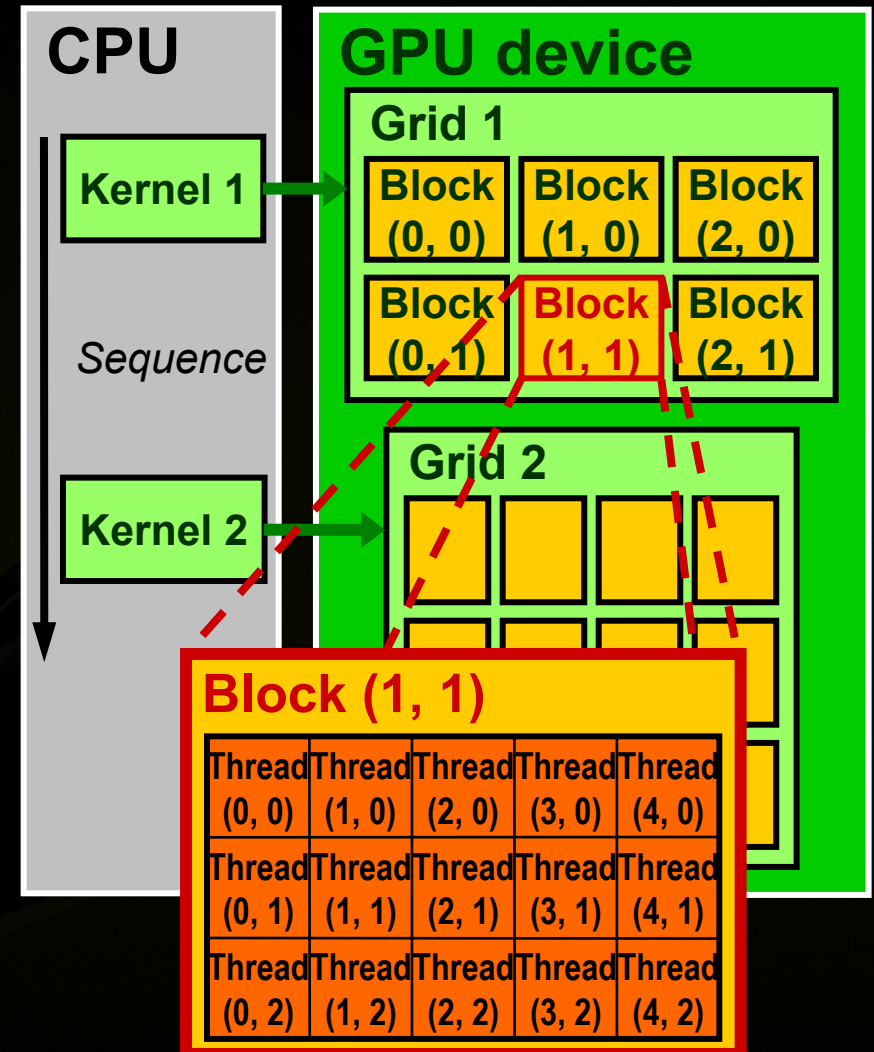 CPU
GPU device
Grid 1
Kernel 1
Block Block Block
(0, 0) (1, 0) (2, 0)
Block Block Block
(0, 1) (1, 1) (2, 1)
Sequence
Grid 2
Kernel 2
Block (1, 1)
Thread Thread Thread Thread Thread
(0, 0) (1, 0) (2, 0) (3, 0) (4, 0)
Thread Thread Thread Thread Thread
(0, 1) (1, 1) (2, 1) (3, 1) (4, 1)
Thread Thread Thread Thread Thread
(0, 2) (1, 2) (2, 2) (3, 2) (4, 2)